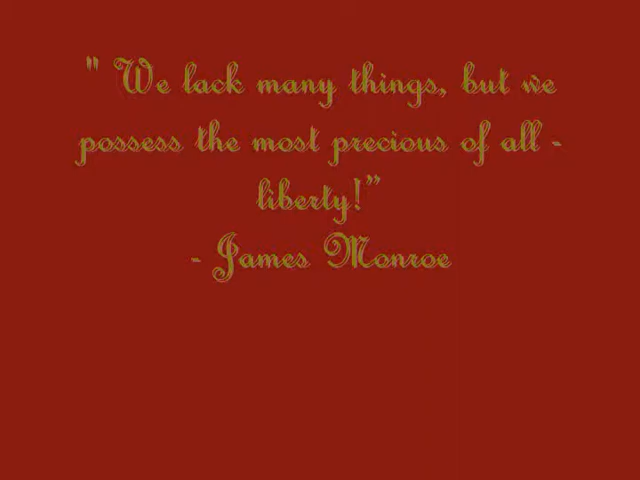 " We lack many things, but we
possess the most precious of all -
liberty!”
- James Monroe